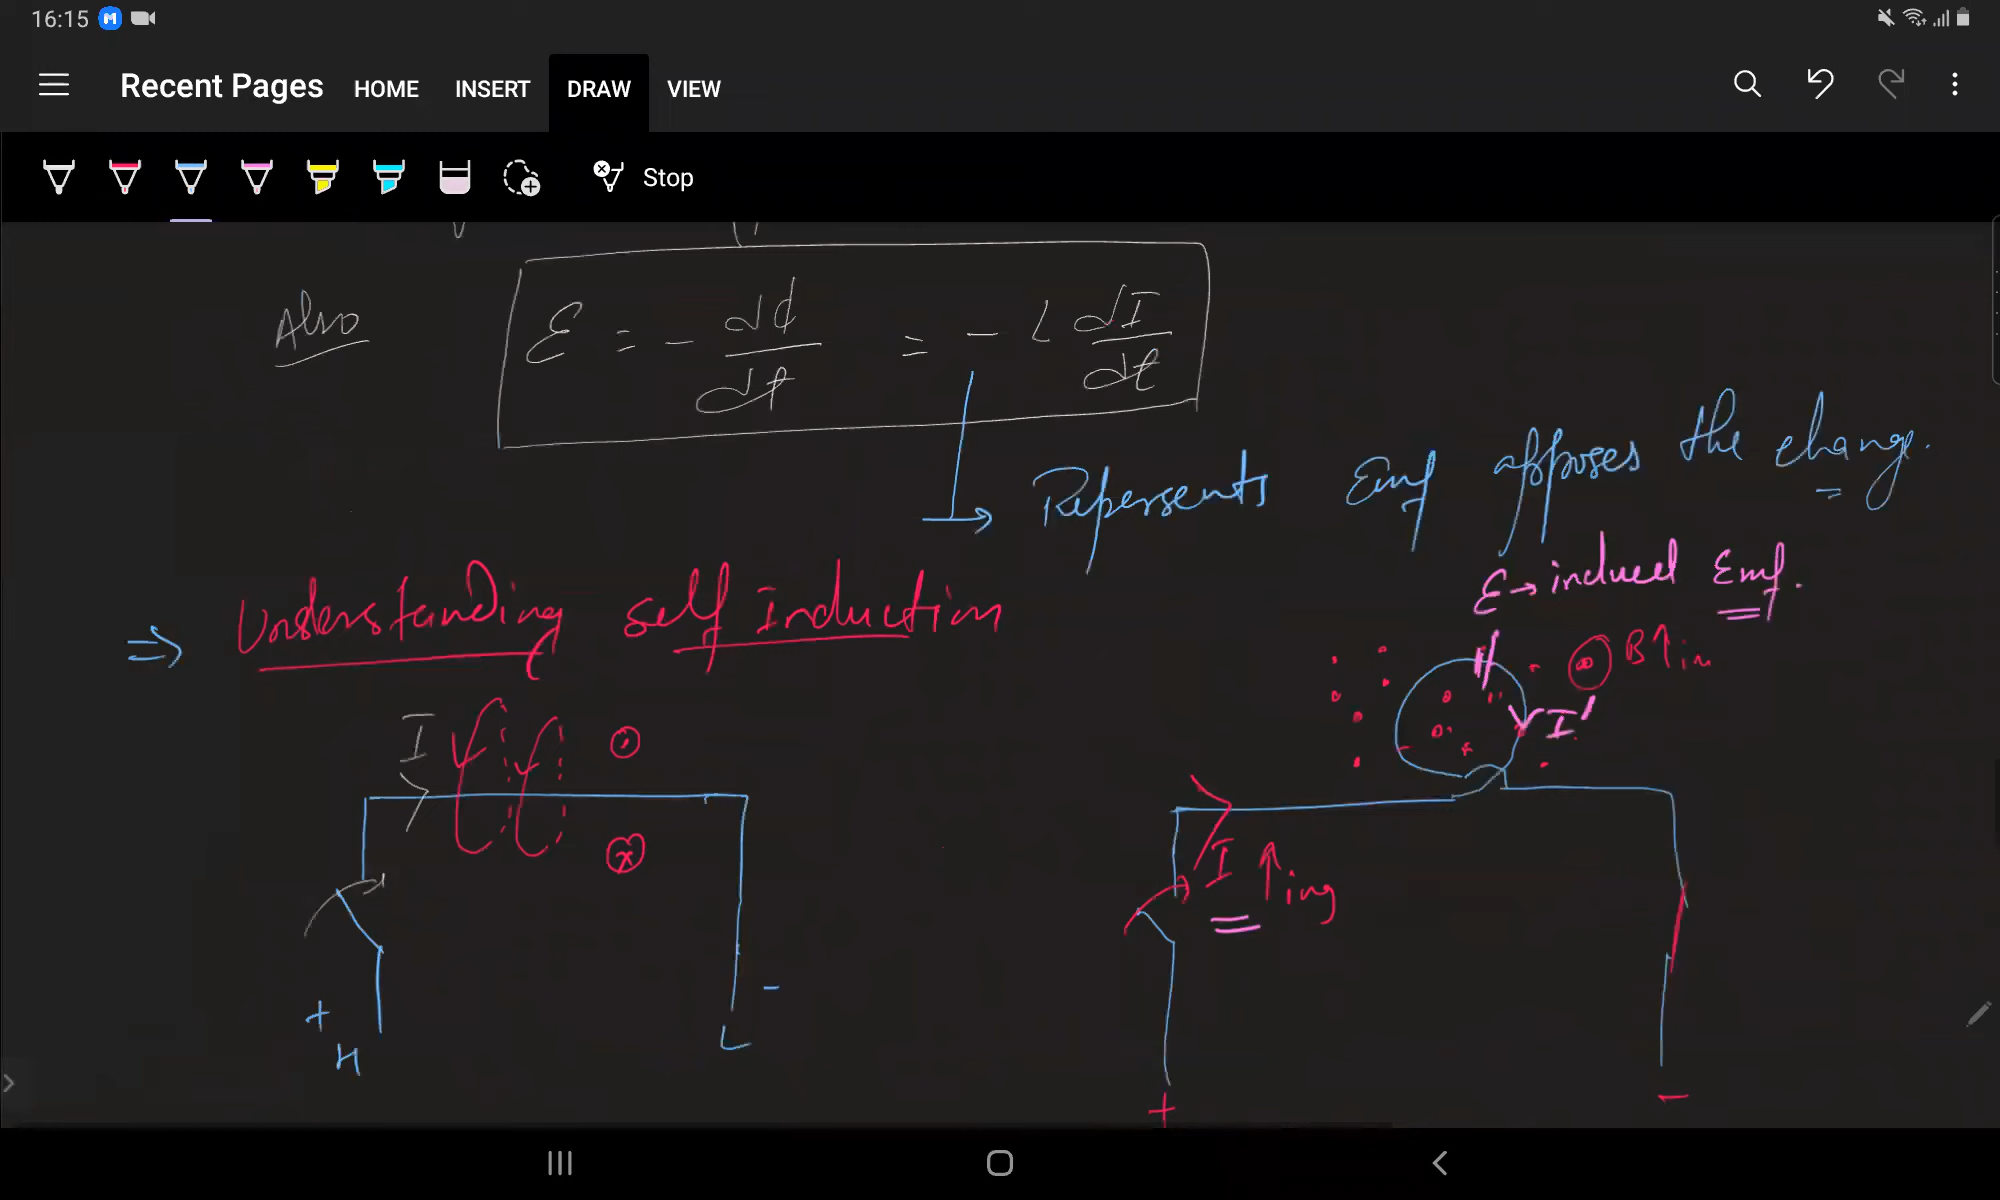 16:15
Recent Pages HOME INSERT DRAW VIEW
Stop
Also
ε = - dϕ/dt = - L dI/dt
→ Repersents Emf opposes the change.
ε→ induced Emf.
⇒ Understanding self Induction
⊙ B↑in
I
I'
I ↑ing
+
H
-
L
+
-